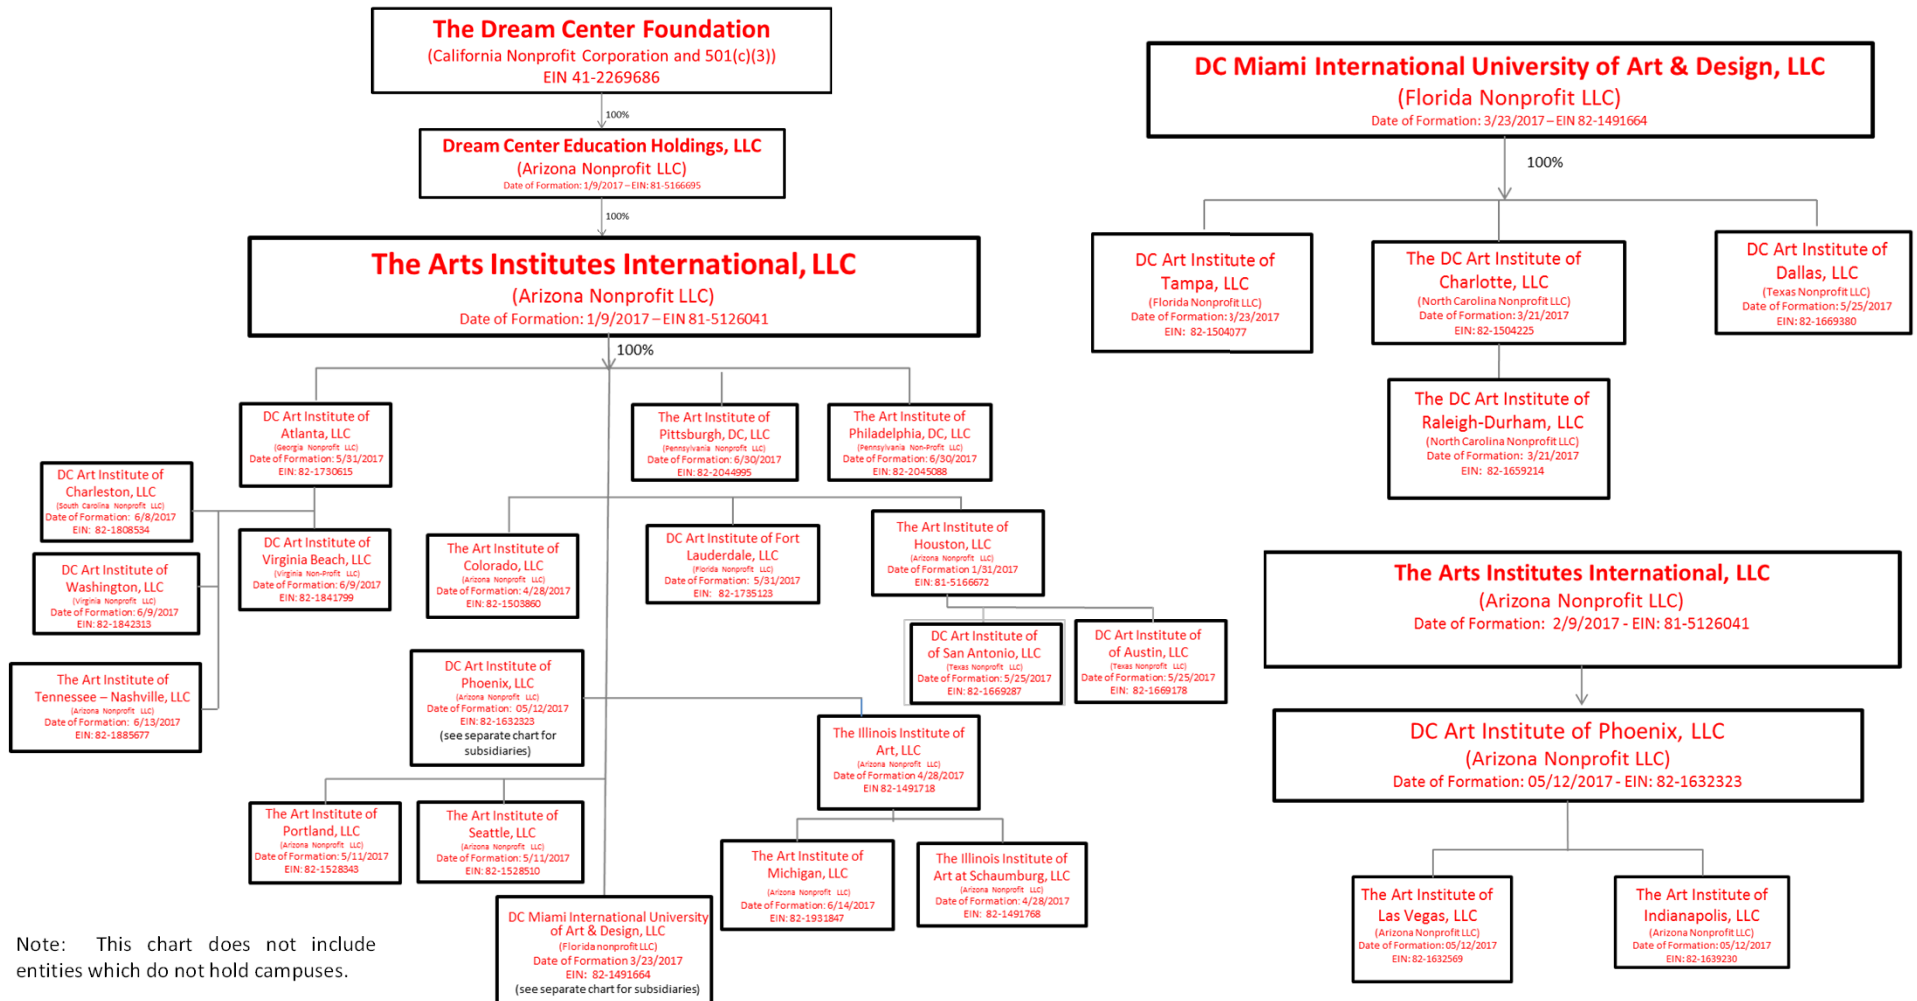 The Dream Center Foundation
(California Nonprofit Corporation and 501(c)(3))
EIN 41-2269686
100%
Dream Center Education Holdings, LLC
(Arizona Nonprofit LLC)
Date of Formation: 1/9/2017 – EIN: 81-5166695
100%
The Arts Institutes International, LLC
(Arizona Nonprofit LLC)
Date of Formation: 1/9/2017 – EIN 81-5126041
100%
DC Art Institute of
Atlanta, LLC
(Georgia Nonprofit LLC)
Date of Formation: 5/31/2017
EIN: 82-1730615
The Art Institute of
Pittsburgh, DC, LLC
(Pennsylvania Nonprofit LLC)
Date of Formation: 6/30/2017
EIN: 82-2044995
The Art Institute of
Philadelphia, DC, LLC
(Pennsylvania Non-Profit LLC)
Date of Formation: 6/30/2017
EIN: 82-2045088
DC Art Institute of
Charleston, LLC
(South Carolina Nonprofit LLC)
Date of Formation: 6/8/2017
EIN: 82-1808534
DC Art Institute of
Virginia Beach, LLC
(Virginia Non-Profit LLC)
Date of Formation: 6/9/2017
EIN: 82-1841799
DC Art Institute of
Washington, LLC
(Virginia Nonprofit LLC)
Date of Formation: 6/9/2017
EIN: 82-1842313
The Art Institute of
Tennessee – Nashville, LLC
(Arizona Nonprofit LLC)
Date of Formation: 6/13/2017
EIN: 82-1885677
The Art Institute of
Colorado, LLC
(Arizona Nonprofit LLC)
Date of Formation: 4/28/2017
EIN: 82-1503860
DC Art Institute of Fort
Lauderdale, LLC
(Florida Nonprofit LLC)
Date of Formation: 5/31/2017
EIN: 82-1735123
The Art Institute of
Houston, LLC
(Arizona Nonprofit LLC)
Date of Formation 1/31/2017
EIN: 81-5166672
DC Art Institute of
of San Antonio, LLC
(Texas Nonprofit LLC)
Date of Formation: 5/25/2017
EIN: 82-1669287
DC Art Institute of
of Austin, LLC
(Texas Nonprofit LLC)
Date of Formation: 5/25/2017
EIN: 82-1669178
DC Art Institute of
Phoenix, LLC
(Arizona Nonprofit LLC)
Date of Formation: 05/12/2017
EIN: 82-1632323
(see separate chart for
subsidiaries)
The Illinois Institute of
Art, LLC
(Arizona Nonprofit LLC)
Date of Formation 4/28/2017
EIN 82-1491718
The Art Institute of
Portland, LLC
(Arizona Nonprofit LLC)
Date of Formation: 5/11/2017
EIN: 82-1528343
The Art Institute of
Seattle, LLC
(Arizona Nonprofit LLC)
Date of Formation: 5/11/2017
EIN: 82-1528510
The Art Institute of
Michigan, LLC
(Arizona Nonprofit LLC)
Date of Formation: 6/14/2017
EIN: 82-1931847
The Illinois Institute of
Art at Schaumburg, LLC
(Arizona Nonprofit LLC)
Date of Formation: 4/28/2017
EIN: 82-1491768
DC Miami International University
of Art & Design, LLC
(Florida nonprofit LLC)
Date of Formation 3/23/2017
EIN: 82-1491664
(see separate chart for subsidiaries)
Note: This chart does not include
entities which do not hold campuses.
DC Miami International University of Art & Design, LLC
(Florida Nonprofit LLC)
Date of Formation: 3/23/2017 – EIN 82-1491664
100%
DC Art Institute of
Tampa, LLC
(Florida Nonprofit LLC)
Date of Formation: 3/23/2017
EIN: 82-1504077
The DC Art Institute of
Charlotte, LLC
(North Carolina Nonprofit LLC)
Date of Formation: 3/21/2017
EIN: 82-1504225
DC Art Institute of
Dallas, LLC
(Texas Nonprofit LLC)
Date of Formation: 5/25/2017
EIN: 82-1669380
The DC Art Institute of
Raleigh-Durham, LLC
(North Carolina Nonprofit LLC)
Date of Formation: 3/21/2017
EIN: 82-1659214
The Arts Institutes International, LLC
(Arizona Nonprofit LLC)
Date of Formation: 2/9/2017 - EIN: 81-5126041
DC Art Institute of Phoenix, LLC
(Arizona Nonprofit LLC)
Date of Formation: 05/12/2017 - EIN: 82-1632323
The Art Institute of
Las Vegas, LLC
(Arizona Nonprofit LLC)
Date of Formation: 05/12/2017
EIN: 82-1632569
The Art Institute of
Indianapolis, LLC
(Arizona Nonprofit LLC)
Date of Formation: 05/12/2017
EIN: 82-1639230